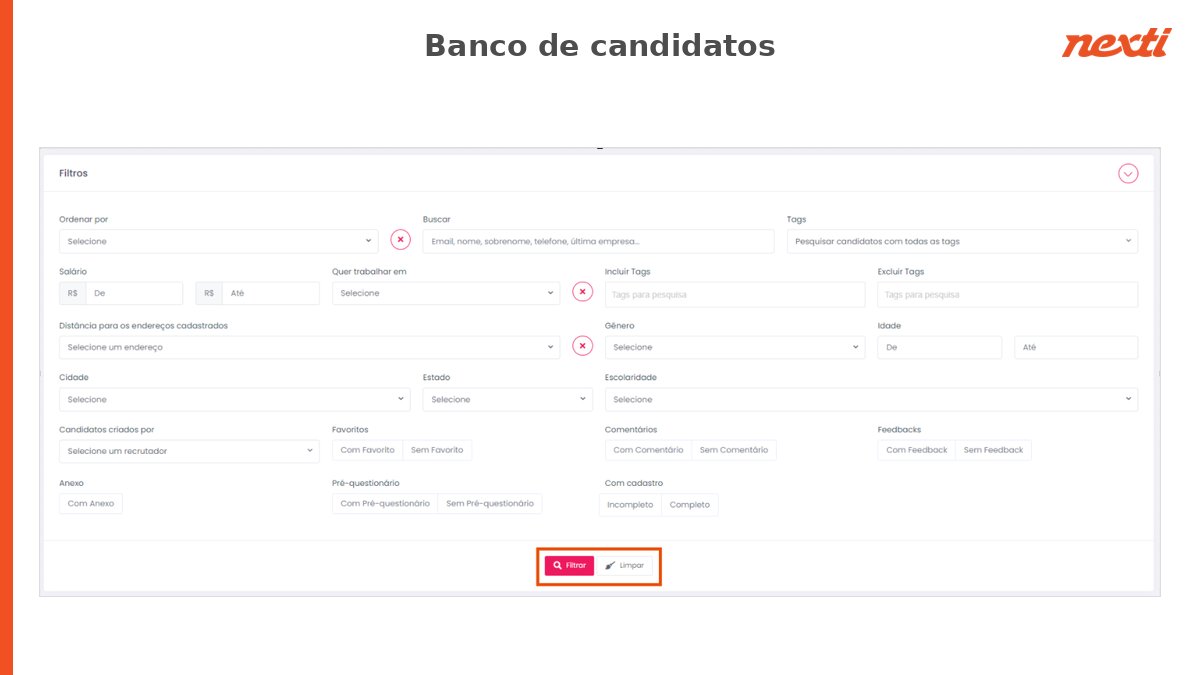 Banco de candidatos
nexti
Filtros
Ordenar por
Buscar
Tags
Selecione
Email, nome, sobrenome, telefone, última empresa...
Pesquisar candidatos com todas as tags
Salário
Quer trabalhar em
Incluir Tags
Excluir Tags
R$ De
R$ Até
Selecione
Tags para pesquisa
Tags para pesquisa
Distância para os endereços cadastrados
Gênero
Idade
Selecione um endereço
Selecione
De
Até
Cidade
Estado
Escolaridade
Selecione
Selecione
Selecione
Candidatos criados por
Favoritos
Comentários
Feedbacks
Selecione um recrutador
Com Favorito
Sem Favorito
Com Comentário
Sem Comentário
Com Feedback
Sem Feedback
Anexo
Pré-questionário
Com cadastro
Com Anexo
Com Pré-questionário
Sem Pré-questionário
Incompleto
Completo
Filtrar
Limpar